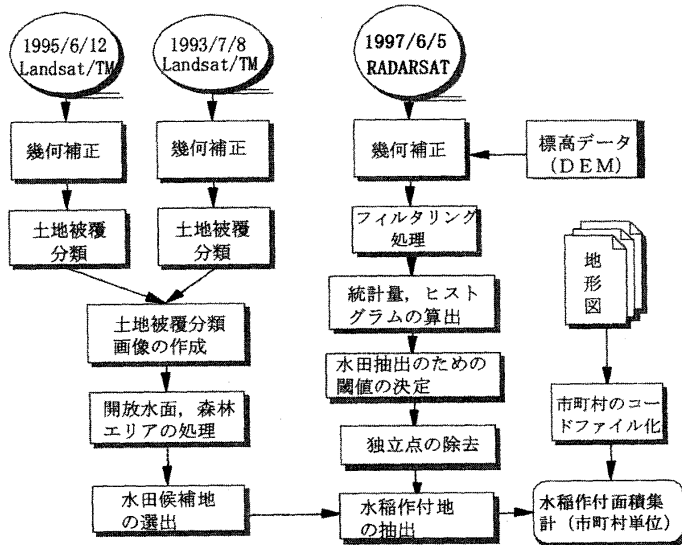 1995/6/12
Landsat/TM
1993/7/8
Landsat/TM
1997/6/5
RADARSAT
幾何補正
幾何補正
幾何補正
標高データ
(DEM)
土地被覆
分類
土地被覆
分類
フィルタリング
処理
統計量，ヒスト
グラムの算出
地
形
図
土地被覆分類
画像の作成
水田抽出のための
閾値の決定
開放水面，森林
エリアの処理
独立点の除去
市町村のコー
ドファイル化
水田候補地
の選出
水稲作付地
の抽出
水稲作付面積集
計（市町村単位）